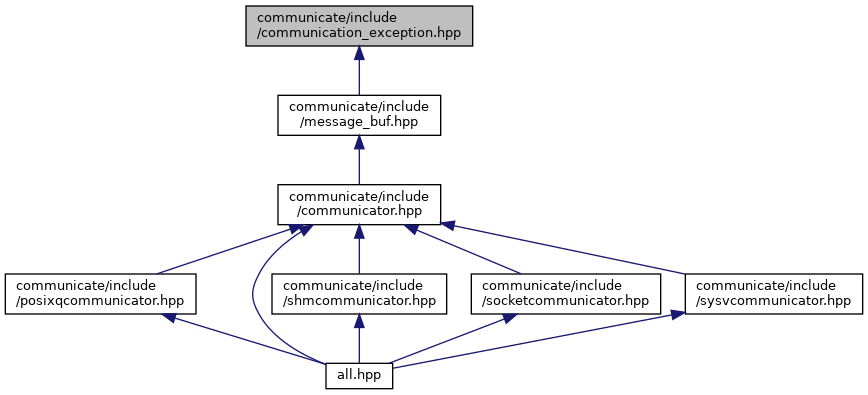 communicate/include
/communication_exception.hpp
communicate/include
/message_buf.hpp
communicate/include
/communicator.hpp
communicate/include
/posixqcommunicator.hpp
communicate/include
/shmcommunicator.hpp
communicate/include
/socketcommunicator.hpp
communicate/include
/sysvcommunicator.hpp
all.hpp